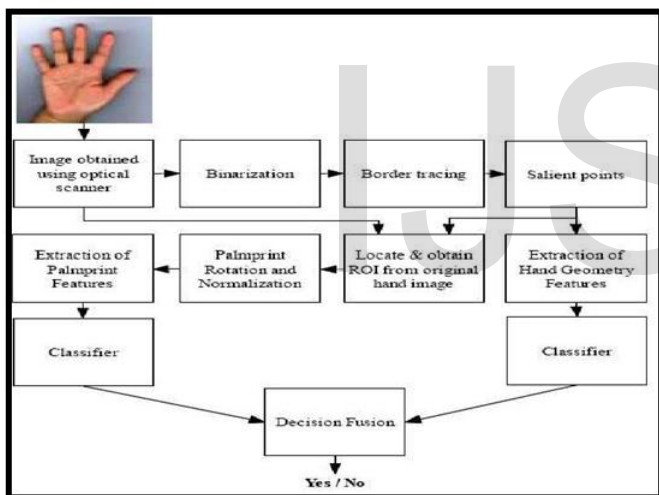 Image obtained
using optical
scanner
Binarization
Border tracing
Salient points
Extraction of
Palmprint
Features
Palmprint
Rotation and
Normalization
Locate & obtain
ROI from original
hand image
Extraction of
Hand Geometry
Features
Classifier
Classifier
Decision Fusion
Yes / No
IJS